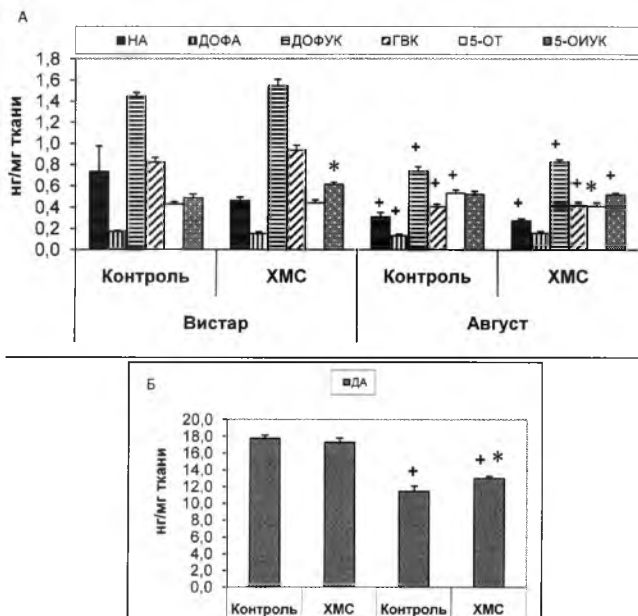 А
НА ДОФА ДОФУК ГВК 5-ОТ 5-ОИУК
нг/мг ткани
1,8
1,6
1,4
1,2
1,0
0,8
0,6
0,4
0,2
0,0
* + + + + + + + + * +
Контроль ХМС Контроль ХМС
Вистар Август
Б
ДА
нг/мг ткани
20,0
18,0
16,0
14,0
12,0
10,0
8,0
6,0
4,0
2,0
0,0
+ + *
Контроль ХМС Контроль ХМС